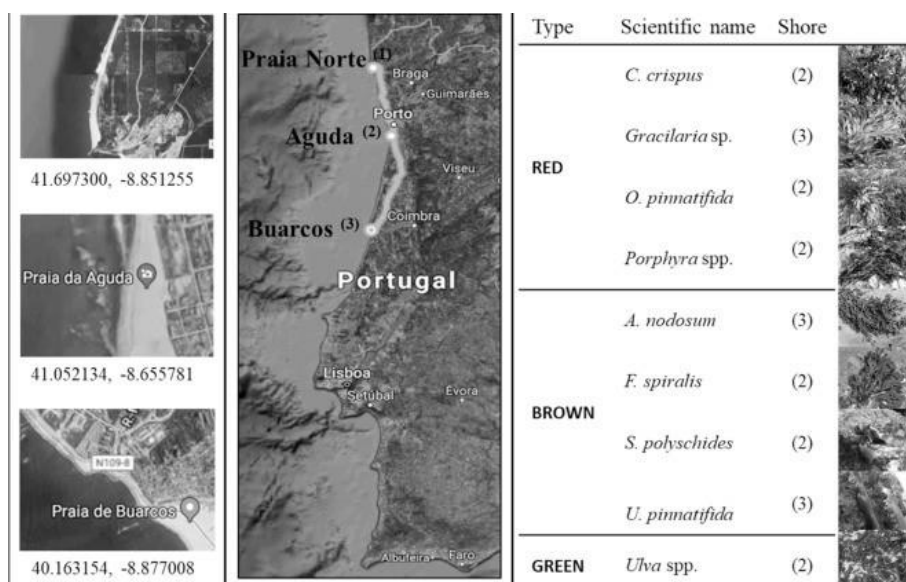 41.697300, -8.851255
Praia da Aguda
41.052134, -8.655781
N109-8
Praia de Buarcos
40.163154, -8.877008
Praia Norte (1)
Braga
Guimarães
Porto
Aguda (2)
Viseu
Coimbra
Buarcos (3)
Portugal
Lisboa
Setúbal
Évora
Albufeira
Faro
Type Scientific name Shore
RED
C. crispus (2)
Gracilaria sp. (3)
O. pinnatifida (2)
Porphyra spp. (2)
BROWN
A. nodosum (3)
F. spiralis (2)
S. polyschides (2)
U. pinnatifida (3)
GREEN Ulva spp. (2)